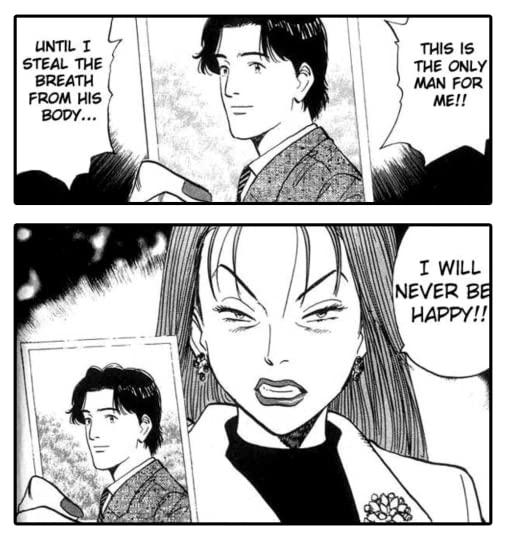 THIS IS
THE ONLY
MAN FOR
ME!!
UNTIL I
STEAL THE
BREATH
FROM HIS
BODY...
I WILL
NEVER BE
HAPPY!!